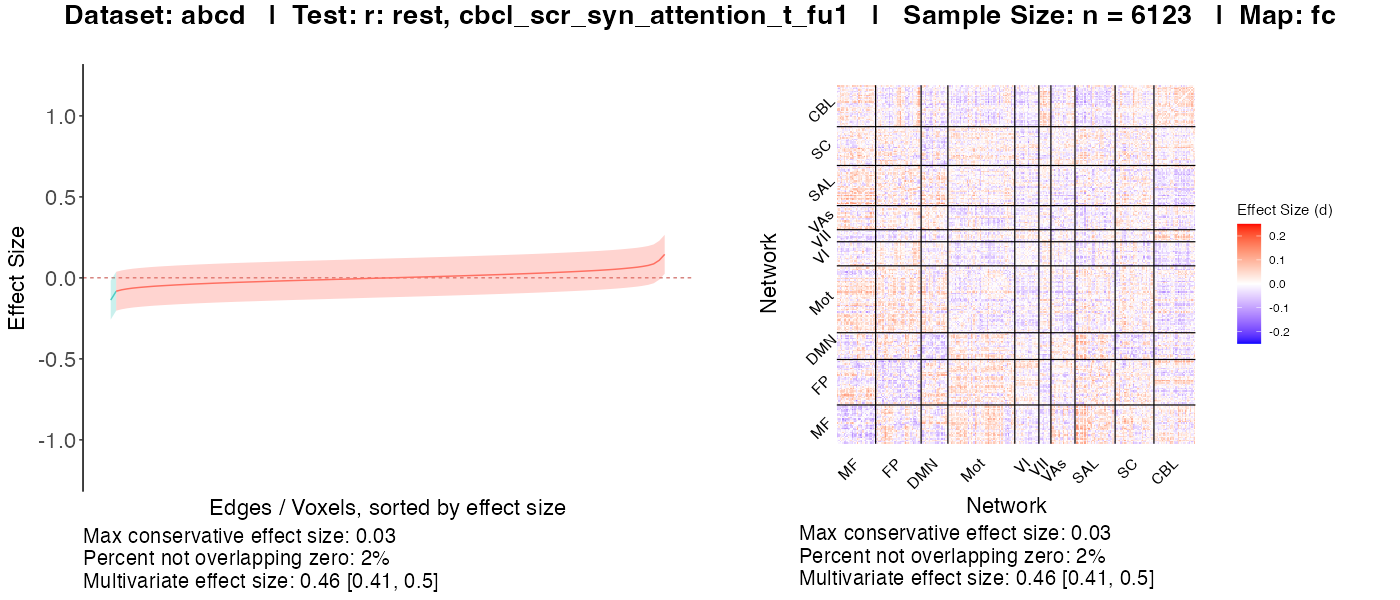 Dataset: abcd | Test: r: rest, cbcl_scr_syn_attention_t_fu1 | Sample Size: n = 6123 | Map: fc
Effect Size
1.0
0.5
0.0
-0.5
-1.0
Edges / Voxels, sorted by effect size
Max conservative effect size: 0.03
Percent not overlapping zero: 2%
Multivariate effect size: 0.46 [0.41, 0.5]
Network
CBL
SC
SAL
VAs
VII
VI
Mot
DMN
FP
MF
MF FP DMN Mot VI VII VAs SAL SC CBL
Network
Max conservative effect size: 0.03
Percent not overlapping zero: 2%
Multivariate effect size: 0.46 [0.41, 0.5]
Effect Size (d)
0.2
0.1
0.0
-0.1
-0.2